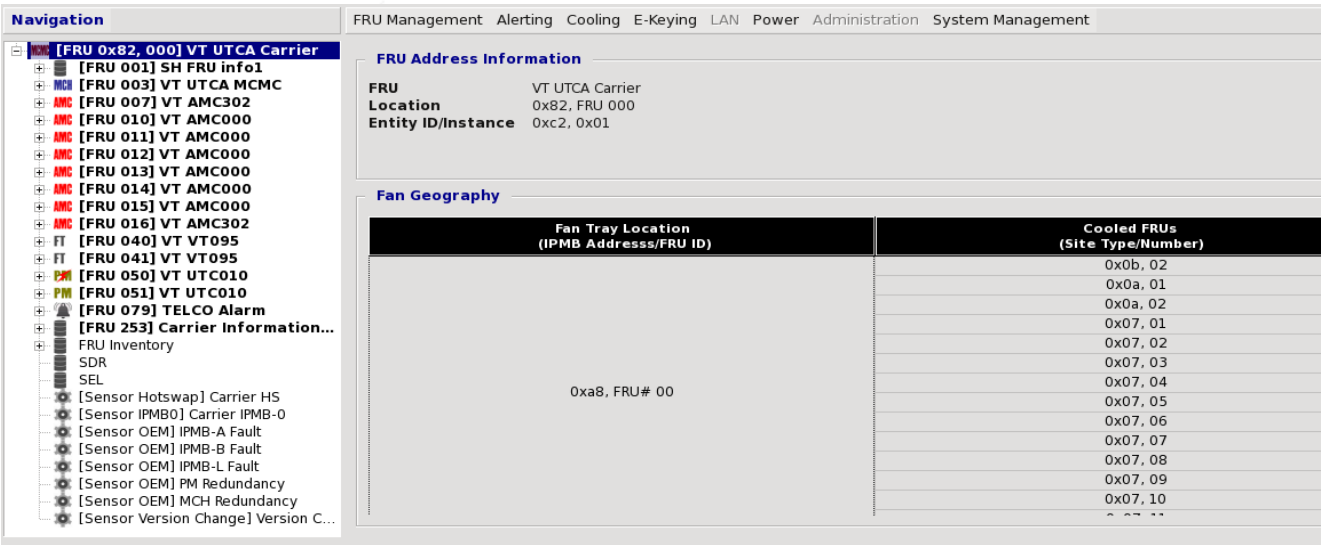 Navigation
FRU Management Alerting Cooling E-Keying LAN Power Administration System Management
MCMC [FRU 0x82, 000] VT UTCA Carrier
[FRU 001] SH FRU info1
MCH [FRU 003] VT UTCA MCMC
AMC [FRU 007] VT AMC302
AMC [FRU 010] VT AMC000
AMC [FRU 011] VT AMC000
AMC [FRU 012] VT AMC000
AMC [FRU 013] VT AMC000
AMC [FRU 014] VT AMC000
AMC [FRU 015] VT AMC000
AMC [FRU 016] VT AMC302
FT [FRU 040] VT VT095
FT [FRU 041] VT VT095
PM [FRU 050] VT UTC010
PM [FRU 051] VT UTC010
[FRU 079] TELCO Alarm
[FRU 253] Carrier Information...
FRU Inventory
SDR
SEL
[Sensor Hotswap] Carrier HS
[Sensor IPMB0] Carrier IPMB-0
[Sensor OEM] IPMB-A Fault
[Sensor OEM] IPMB-B Fault
[Sensor OEM] IPMB-L Fault
[Sensor OEM] PM Redundancy
[Sensor OEM] MCH Redundancy
[Sensor Version Change] Version C...
FRU Address Information
FRU VT UTCA Carrier
Location 0x82, FRU 000
Entity ID/Instance 0xc2, 0x01
Fan Geography
Fan Tray Location
(IPMB Addresss/FRU ID)
Cooled FRUs
(Site Type/Number)
0xa8, FRU# 00
0x0b, 02
0x0a, 01
0x0a, 02
0x07, 01
0x07, 02
0x07, 03
0x07, 04
0x07, 05
0x07, 06
0x07, 07
0x07, 08
0x07, 09
0x07, 10